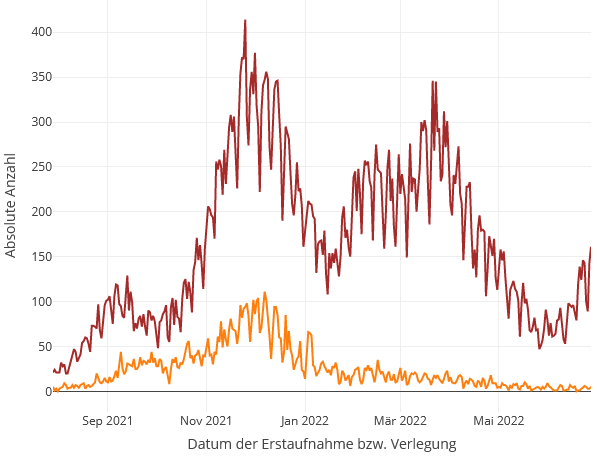 400
350
300
250
200
150
100
50
0
Absolute Anzahl
Sep 2021
Nov 2021
Jan 2022
Mär 2022
Mai 2022
Datum der Erstaufnahme bzw. Verlegung